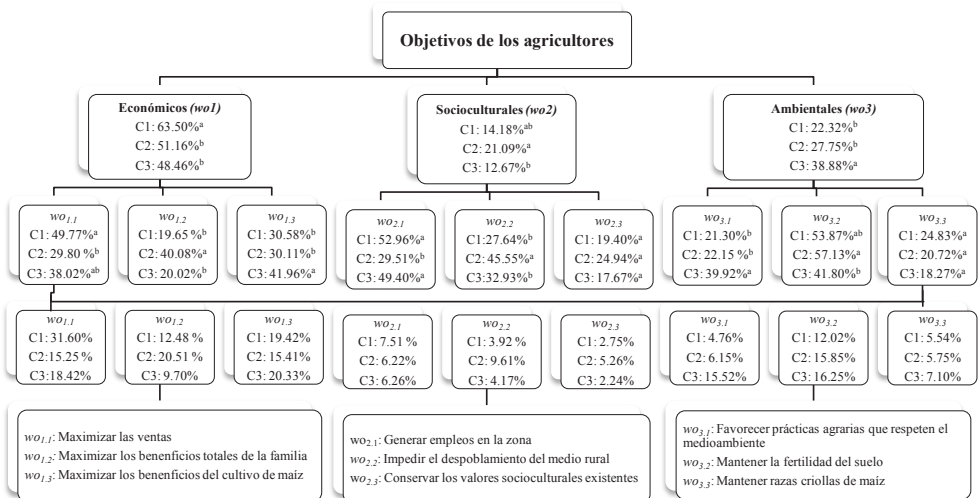 Objetivos de los agricultores
Económicos (wo1)
C1: 63.50%a
C2: 51.16%b
C3: 48.46%b
Socioculturales (wo2)
C1: 14.18%ab
C2: 21.09%a
C3: 12.67%b
Ambientales (wo3)
C1: 22.32%b
C2: 27.75%b
C3: 38.88%a
wo1.1
C1: 49.77%a
C2: 29.80 %b
C3: 38.02%ab
wo1.2
C1:19.65 %b
C2: 40.08%a
C3: 20.02%b
wo1.3
C1: 30.58%b
C2: 30.11%b
C3: 41.96%a
wo2.1
C1: 52.96%a
C2: 29.51%b
C3: 49.40%a
wo2.2
C1:27.64%b
C2: 45.55%a
C3:32.93%b
wo2.3
C1: 19.40%a
C2: 24.94%a
C3: 17.67%a
wo3.1
C1: 21.30%b
C2: 22.15 %b
C3: 39.92%a
wo3.2
C1: 53.87%ab
C2: 57.13%a
C3: 41.80%b
wo3.3
C1: 24.83%a
C2: 20.72%a
C3: 18.27%a
wo1.1
C1: 31.60%
C2: 15.25 %
C3: 18.42%
wo1.2
C1: 12.48 %
C2: 20.51 %
C3: 9.70%
wo1.3
C1: 19.42%
C2: 15.41%
C3: 20.33%
wo2.1
C1: 7.51 %
C2: 6.22%
C3: 6.26%
wo2.2
C1: 3.92 %
C2: 9.61%
C3: 4.17%
wo2.3
C1: 2.75%
C2: 5.26%
C3: 2.24%
wo3.1
C1: 4.76%
C2: 6.15%
C3: 15.52%
wo3.2
C1: 12.02%
C2: 15.85%
C3: 16.25%
wo3.3
C1: 5.54%
C2: 5.75%
C3: 7.10%
wo1.1: Maximizar las ventas
wo1.2: Maximizar los beneficios totales de la familia
wo1.3: Maximizar los beneficios del cultivo de maíz
wo2.1: Generar empleos en la zona
wo2.2: Impedir el despoblamiento del medio rural
wo2.3: Conservar los valores socioculturales existentes
wo3.1: Favorecer prácticas agrarias que respeten el
medioambiente
wo3.2: Mantener la fertilidad del suelo
wo3.3: Mantener razas criollas de maíz